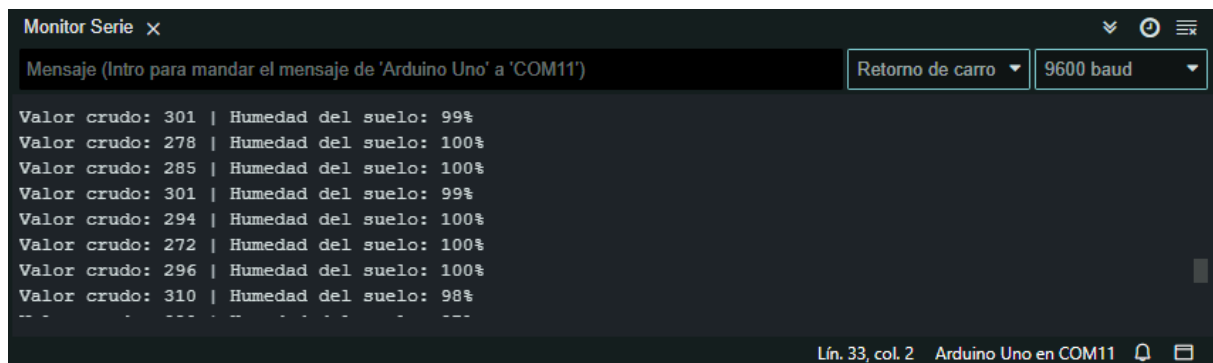 Monitor Serie
Mensaje (Intro para mandar el mensaje de 'Arduino Uno' a 'COM11')
Retorno de carro
9600 baud
Valor crudo: 301 | Humedad del suelo: 99%
Valor crudo: 278 | Humedad del suelo: 100%
Valor crudo: 285 | Humedad del suelo: 100%
Valor crudo: 301 | Humedad del suelo: 99%
Valor crudo: 294 | Humedad del suelo: 100%
Valor crudo: 272 | Humedad del suelo: 100%
Valor crudo: 296 | Humedad del suelo: 100%
Valor crudo: 310 | Humedad del suelo: 98%
Lín. 33, col. 2 Arduino Uno en COM11